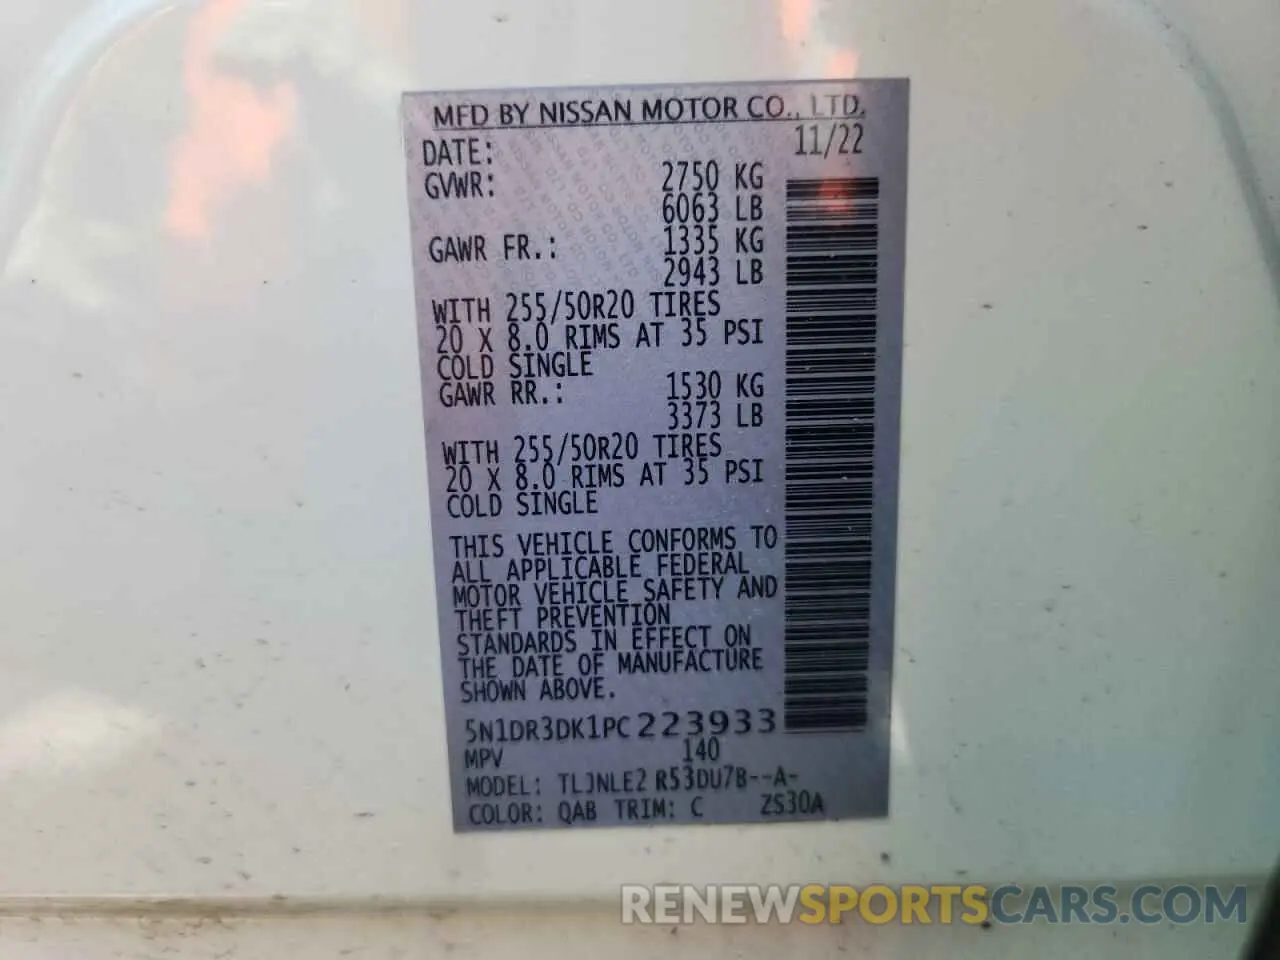 MFD BY NISSAN MOTOR CO., LTD.
DATE: 11/22
GVWR: 2750 KG
6063 LB
GAWR FR.: 1335 KG
2943 LB
WITH 255/50R20 TIRES
20 X 8.0 RIMS AT 35 PSI
COLD SINGLE
GAWR RR.: 1530 KG
3373 LB
WITH 255/50R20 TIRES
20 X 8.0 RIMS AT 35 PSI
COLD SINGLE
THIS VEHICLE CONFORMS TO
ALL APPLICABLE FEDERAL
MOTOR VEHICLE SAFETY AND
THEFT PREVENTION
STANDARDS IN EFFECT ON
THE DATE OF MANUFACTURE
SHOWN ABOVE.
5N1DR3DK1PC223933
MPV 140
MODEL: TLJNLE2 R53DU7B--A-
COLOR: QAB TRIM: C ZS30A
RENEWSPORTSCARS.COM